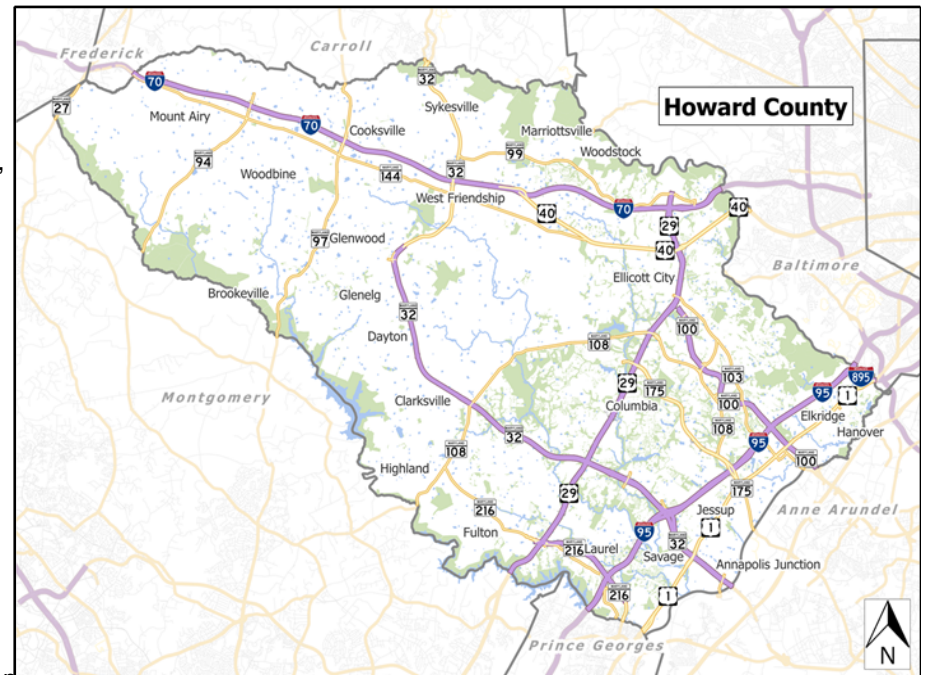 Frederick
Carroll
70
32
27
Howard County
Mount Airy
70
Sykesville
Cooksville
Marriottsville
94
99
Woodstock
Woodbine
144
32
West Friendship
40
70
40
29
97
Glenwood
40
Baltimore
Ellicott City
Brookeville
Glenelg
32
100
Dayton
108
103
895
Montgomery
29
175
95
1
Clarksville
Columbia
100
Elkridge
108
Hanover
32
95
108
Highland
100
29
175
216
Jessup
Anne Arundel
Fulton
95
1
216
Laurel
32
Savage
Annapolis Junction
216
1
Prince Georges
N